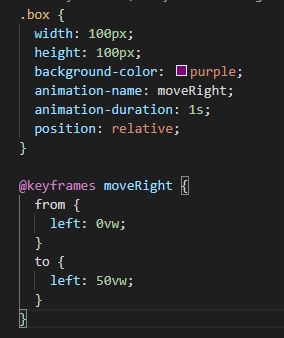 .box {
  width: 100px;
  height: 100px;
  background-color: purple;
  animation-name: moveRight;
  animation-duration: 1s;
  position: relative;
}

@keyframes moveRight {
  from {
    left: 0vw;
  }
  to {
    left: 50vw;
  }
}